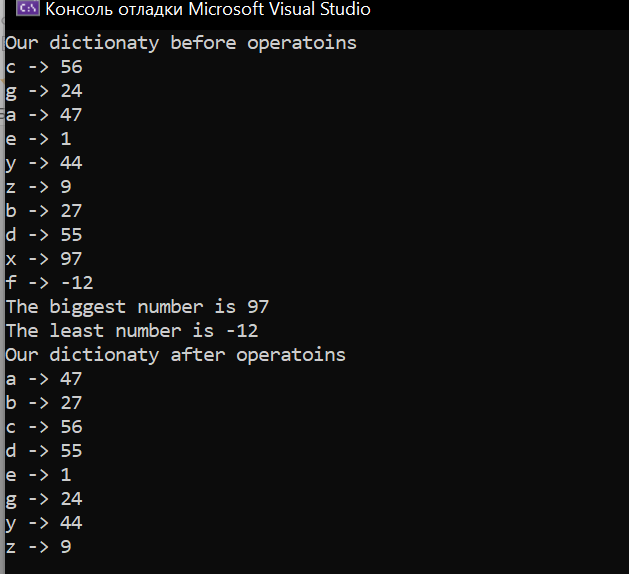 Консоль отладки Microsoft Visual Studio
Our dictionaty before operatoins
c -> 56
g -> 24
a -> 47
e -> 1
y -> 44
z -> 9
b -> 27
d -> 55
x -> 97
f -> -12
The biggest number is 97
The least number is -12
Our dictionaty after operatoins
a -> 47
b -> 27
c -> 56
d -> 55
e -> 1
g -> 24
y -> 44
z -> 9